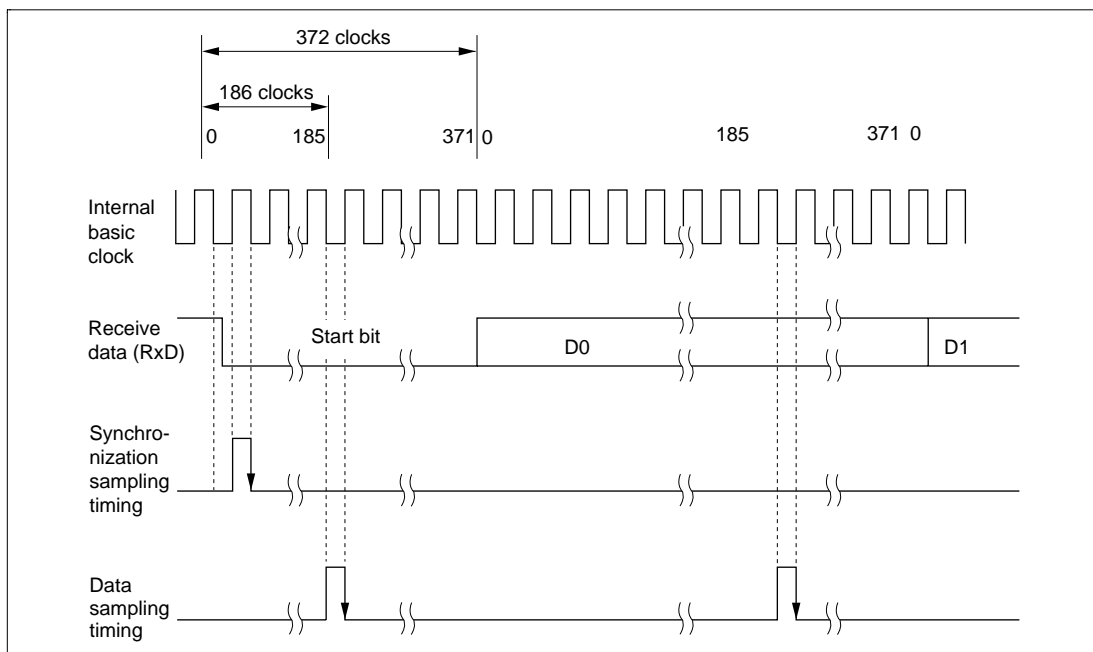 372 clocks
186 clocks
0 185 371 0 185 371 0
Internal
basic
clock
Receive
data (RxD)
Start bit
D0
D1
Synchro-
nization
sampling
timing
Data
sampling
timing